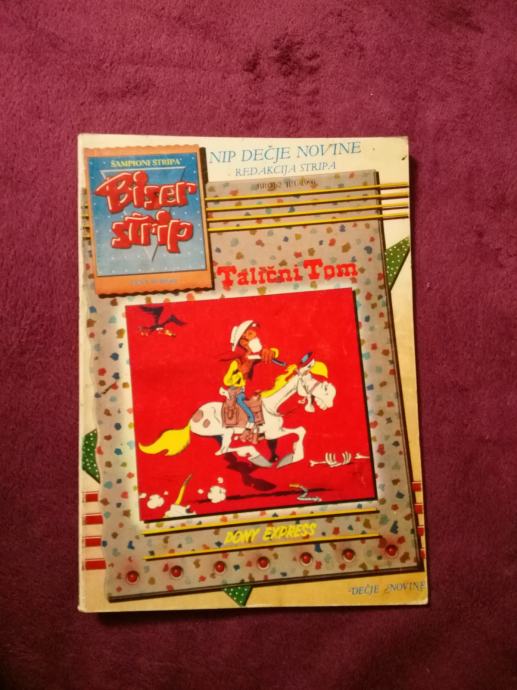 NIP DEČJE NOVINE
REDAKCIJA STRIPA
ŠAMPIONI STRIPA
Biser
strip
Talični Tom
PONY EXPRESS
DEČJE NOVINE